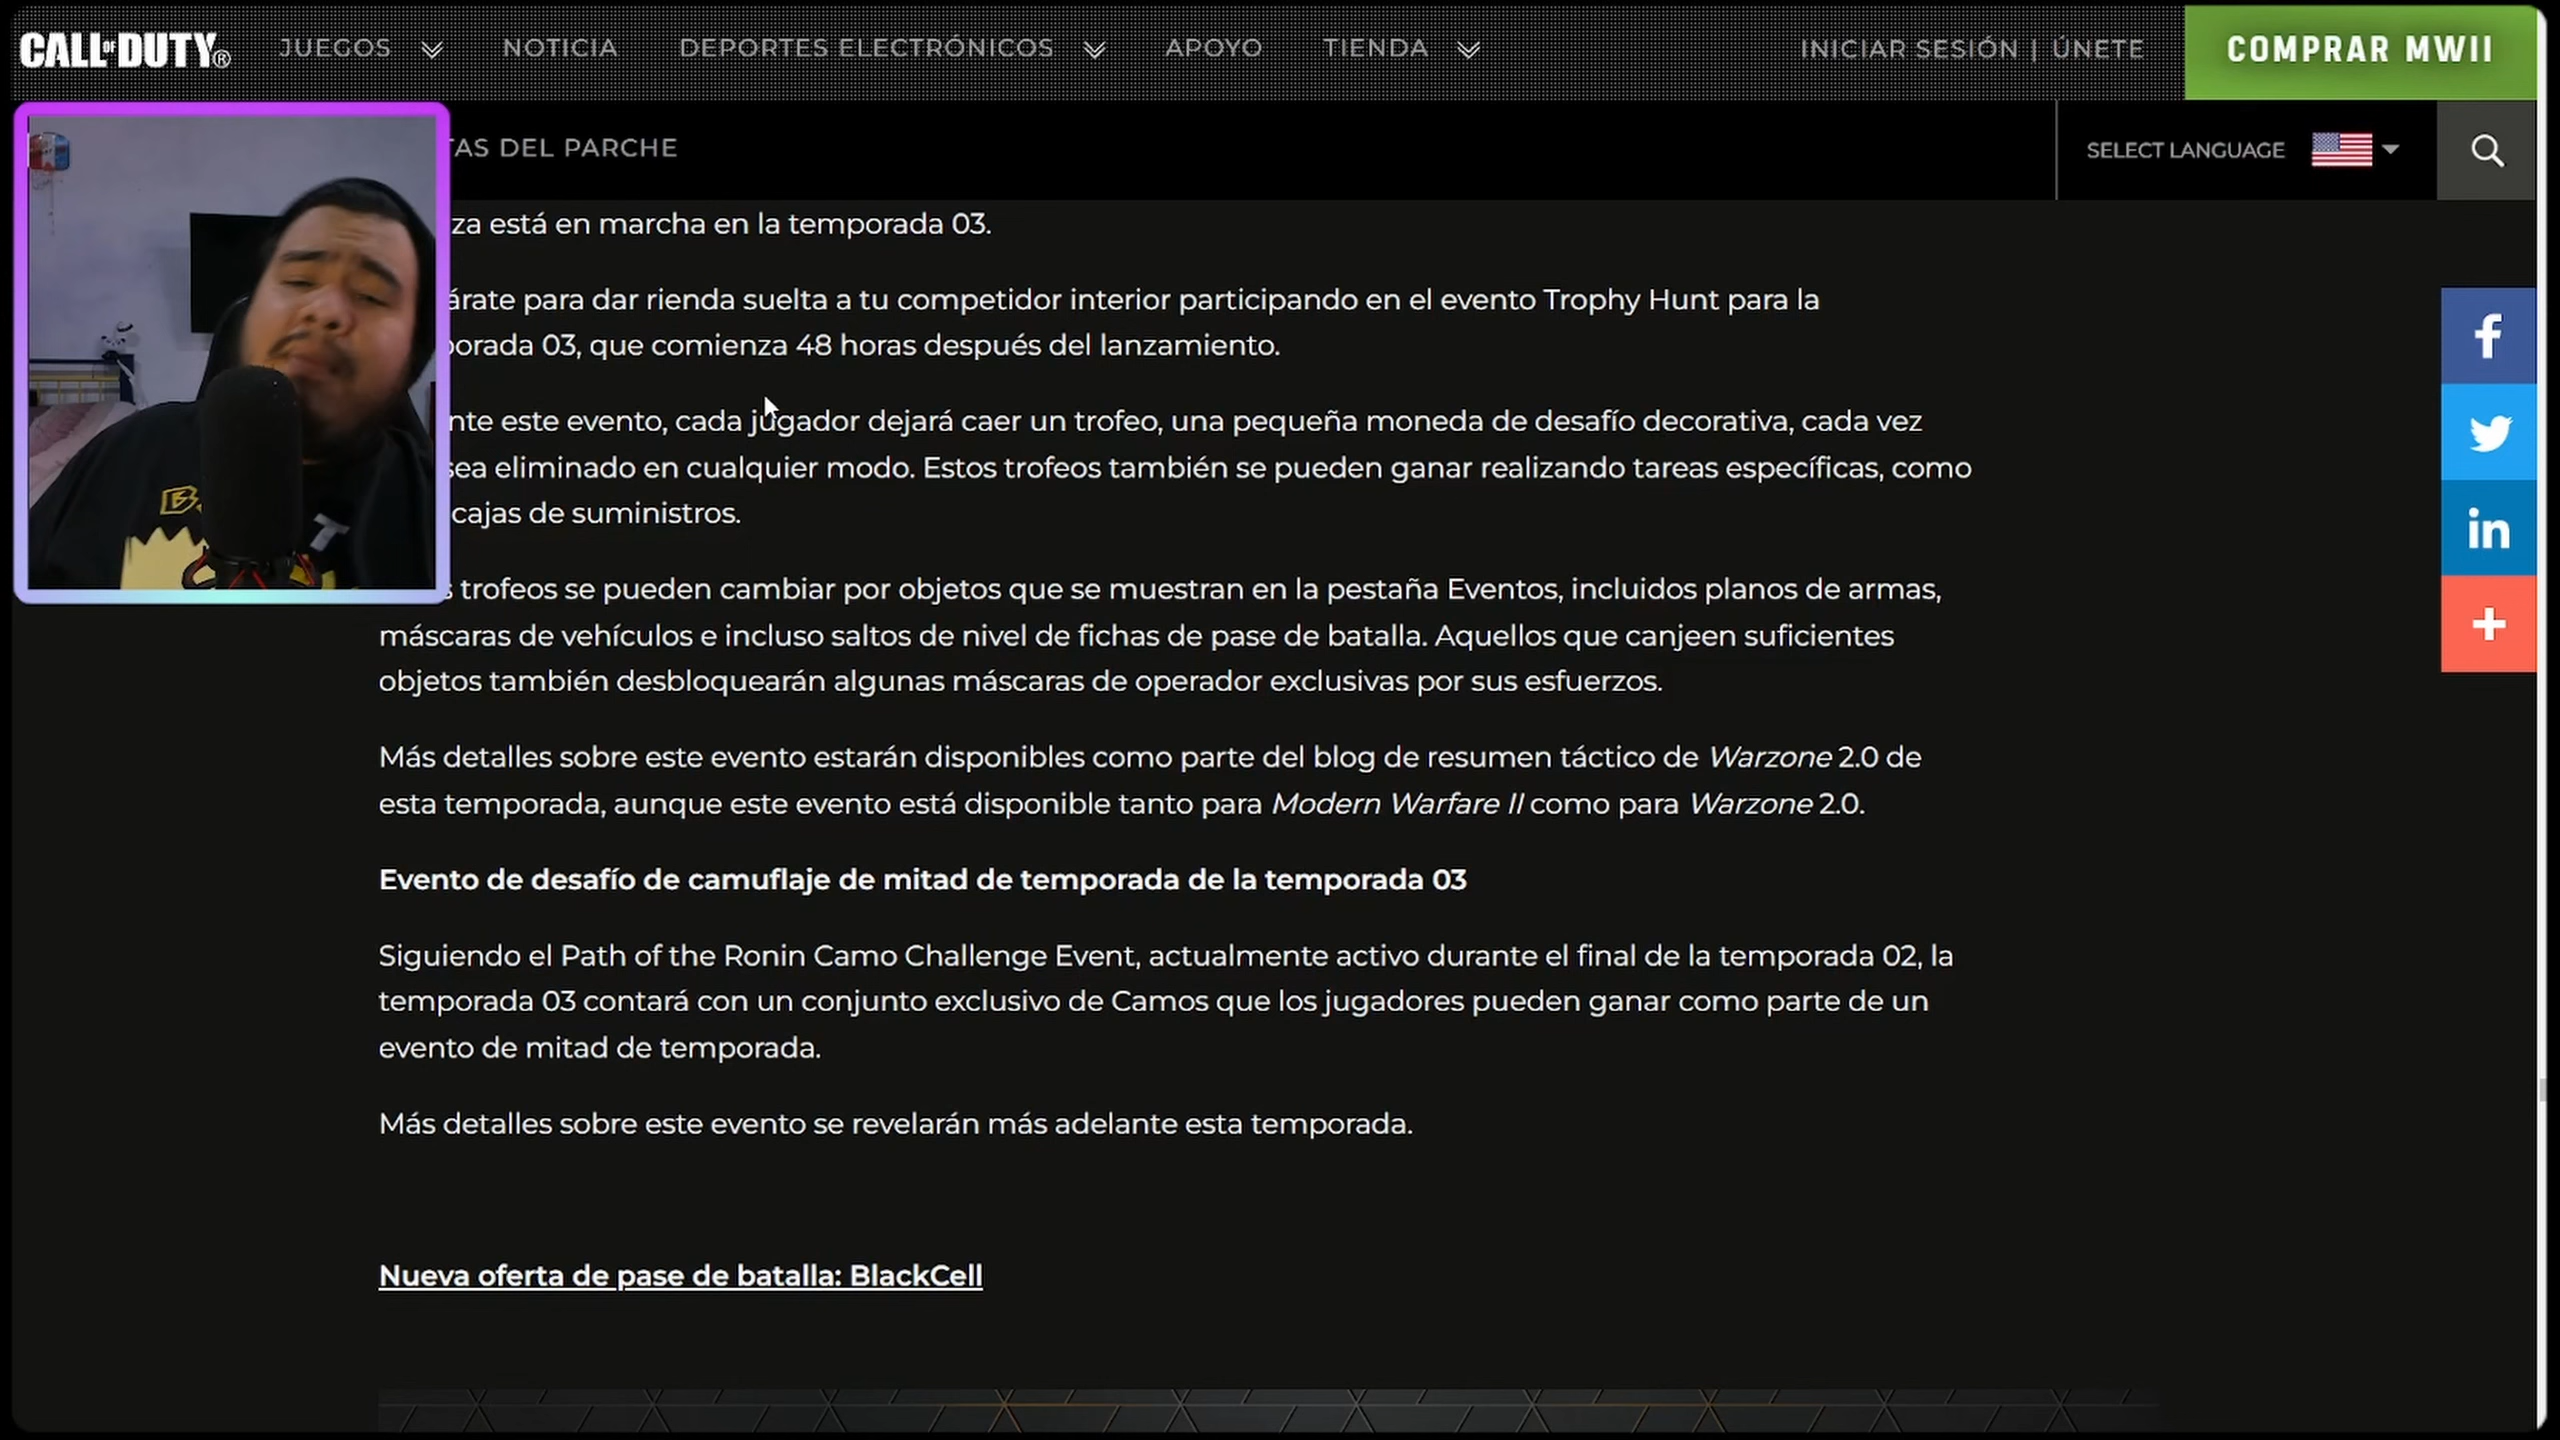 CALL OF DUTY®
JUEGOS
NOTICIA
DEPORTES ELECTRÓNICOS
APOYO
TIENDA
INICIAR SESIÓN | ÚNETE
COMPRAR MWII
TAS DEL PARCHE
SELECT LANGUAGE
za está en marcha en la temporada 03.
árate para dar rienda suelta a tu competidor interior participando en el evento Trophy Hunt para la
orada 03, que comienza 48 horas después del lanzamiento.
nte este evento, cada jugador dejará caer un trofeo, una pequeña moneda de desafío decorativa, cada vez
sea eliminado en cualquier modo. Estos trofeos también se pueden ganar realizando tareas específicas, como
cajas de suministros.
s trofeos se pueden cambiar por objetos que se muestran en la pestaña Eventos, incluidos planos de armas,
máscaras de vehículos e incluso saltos de nivel de fichas de pase de batalla. Aquellos que canjeen suficientes
objetos también desbloquearán algunas máscaras de operador exclusivas por sus esfuerzos.
Más detalles sobre este evento estarán disponibles como parte del blog de resumen táctico de Warzone 2.0 de
esta temporada, aunque este evento está disponible tanto para Modern Warfare II como para Warzone 2.0.
Evento de desafío de camuflaje de mitad de temporada de la temporada 03
Siguiendo el Path of the Ronin Camo Challenge Event, actualmente activo durante el final de la temporada 02, la
temporada 03 contará con un conjunto exclusivo de Camos que los jugadores pueden ganar como parte de un
evento de mitad de temporada.
Más detalles sobre este evento se revelarán más adelante esta temporada.
Nueva oferta de pase de batalla: BlackCell